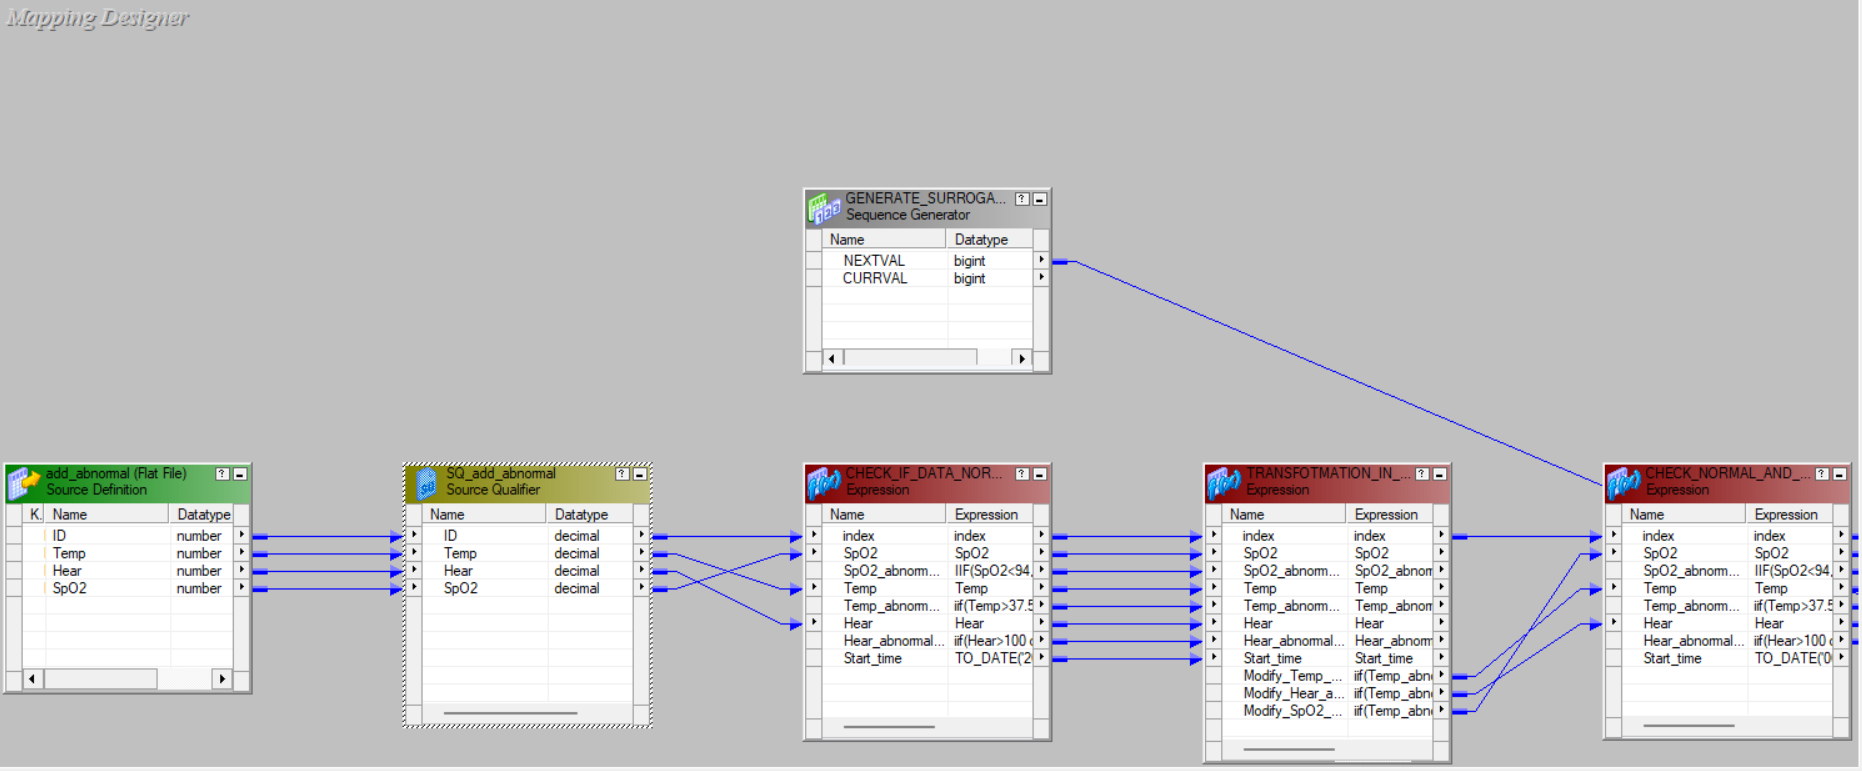 Mapping Designer
GENERATE_SURROGA...
Sequence Generator
Name Datatype
NEXTVAL bigint
CURRVAL bigint
add_abnormal (Flat File)
Source Definition
K. Name Datatype
ID number
Temp number
Hear number
SpO2 number
SQ_add_abnormal
Source Qualifier
Name Datatype
ID decimal
Temp decimal
Hear decimal
SpO2 decimal
CHECK_IF_DATA_NOR...
Expression
Name Expression
index index
SpO2 SpO2
SpO2_abnorm... IIF(SpO2<94,
Temp Temp
Temp_abnorm... iif(Temp>37.5
Hear Hear
Hear_abnormal... iif(Hear>100
Start_time TO_DATE('2
TRANSFOTMATION_IN_...
Expression
Name Expression
index index
SpO2 SpO2
SpO2_abnorm... SpO2_abnorm
Temp Temp
Temp_abnorm... Temp_abnorm
Hear Hear
Hear_abnormal... Hear_abnorm
Start_time Start_time
Modify_Temp_... iif(Temp_abn
Modify_Hear_a... iif(Temp_abn
Modify_SpO2_... iif(Temp_abn
CHECK_NORMAL_AND_...
Expression
Name Expression
index index
SpO2 SpO2
SpO2_abnorm... IIF(SpO2<94,
Temp Temp
Temp_abnorm... iif(Temp>37.5
Hear Hear
Hear_abnormal... iif(Hear>100
Start_time TO_DATE('0